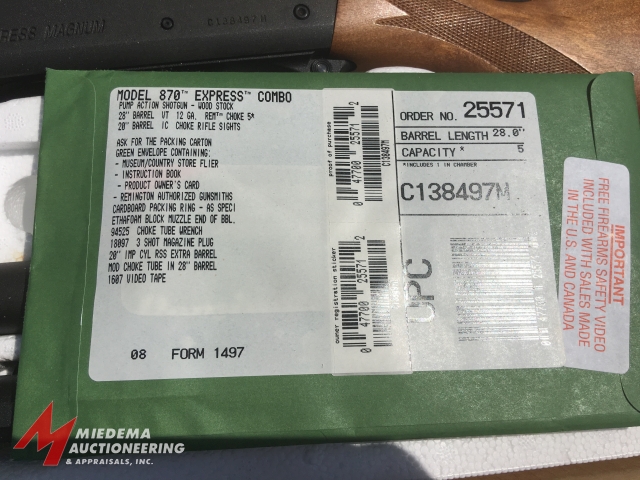 PRESS MAGNUM
C138497M
MODEL 870™ EXPRESS™ COMBO
PUMP ACTION SHOTGUN - WOOD STOCK
28" BARREL VT 12 GA. REM™ CHOKE 5*
20" BARREL IC CHOKE RIFLE SIGHTS
ASK FOR THE PACKING CARTON
GREEN ENVELOPE CONTAINING:
- MUSEUM/COUNTRY STORE FLIER
- INSTRUCTION BOOK
- PRODUCT OWNER'S CARD
- REMINGTON AUTHORIZED GUNSMITHS
CARDBOARD PACKING RING - AS SPECI
ETHAFOAM BLOCK MUZZLE END OF BBL.
94525 CHOKE TUBE WRENCH
18097 3 SHOT MAGAZINE PLUG
20" IMP CYL RSS EXTRA BARREL
MOD CHOKE TUBE IN 28" BARREL
1607 VIDEO TAPE
08 FORM 1497
proof of purchase
0 47700 25571 2
C138497M
owner registration sticker
0 47700 25571 2
ORDER NO. 25571
BARREL LENGTH 28.0"
CAPACITY * 5
*INCLUDES 1 IN CHAMBER
C138497M
UPC
IMPORTANT
FREE FIREARMS SAFETY VIDEO
INCLUDED WITH SALES MADE
IN THE U.S. AND CANADA
MIEDEMA
AUCTIONEERING
& APPRAISALS, INC.